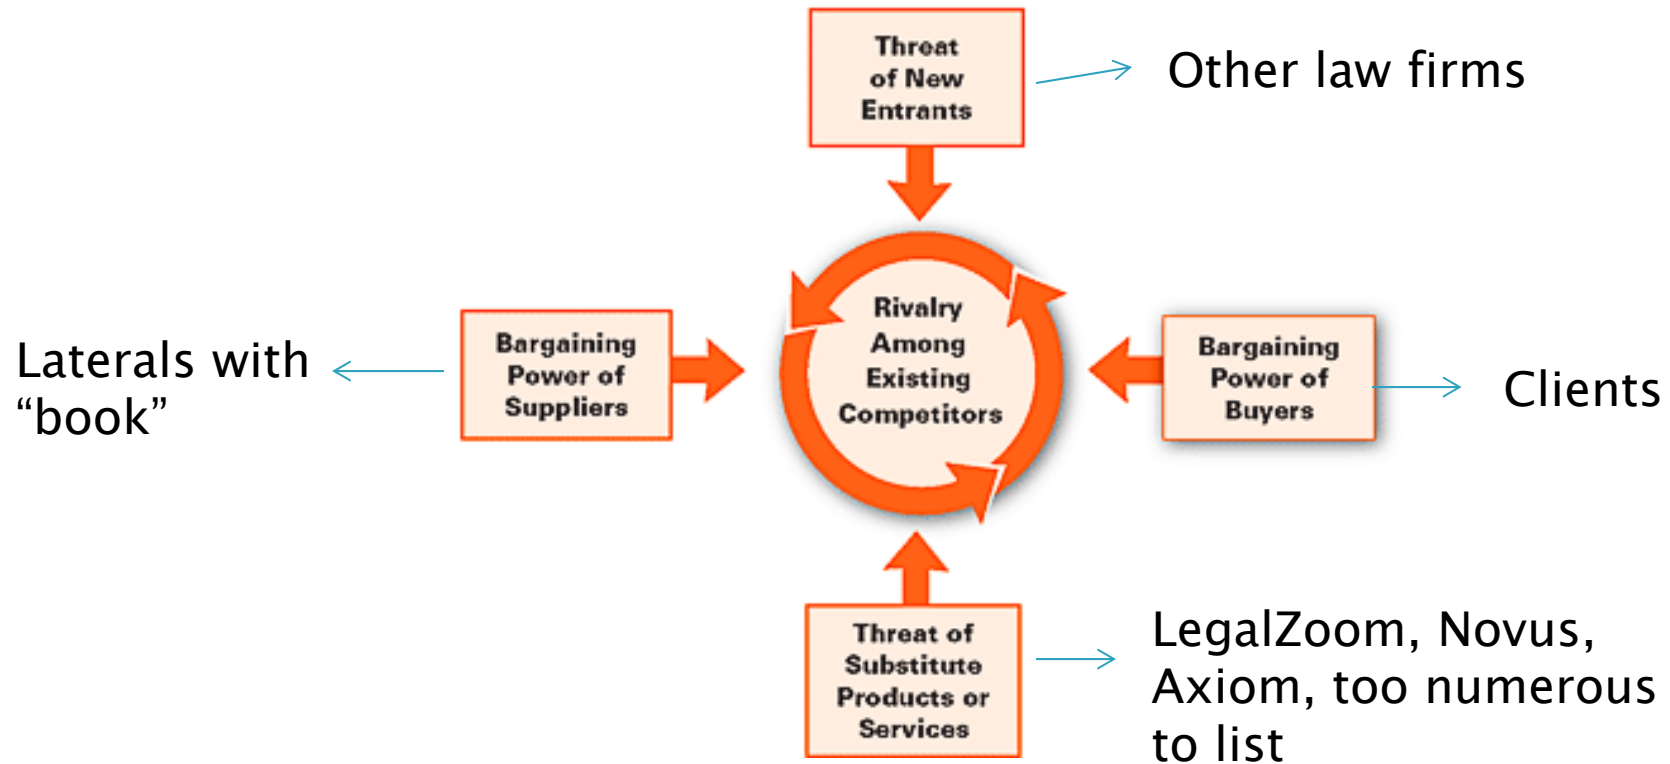 Threat
of New
Entrants
Other law firms
Rivalry
Among
Existing
Competitors
Laterals with
“book”
Bargaining
Power of
Suppliers
Bargaining
Power of
Buyers
Clients
Threat of
Substitute
Products or
Services
LegalZoom, Novus,
Axiom, too numerous
to list